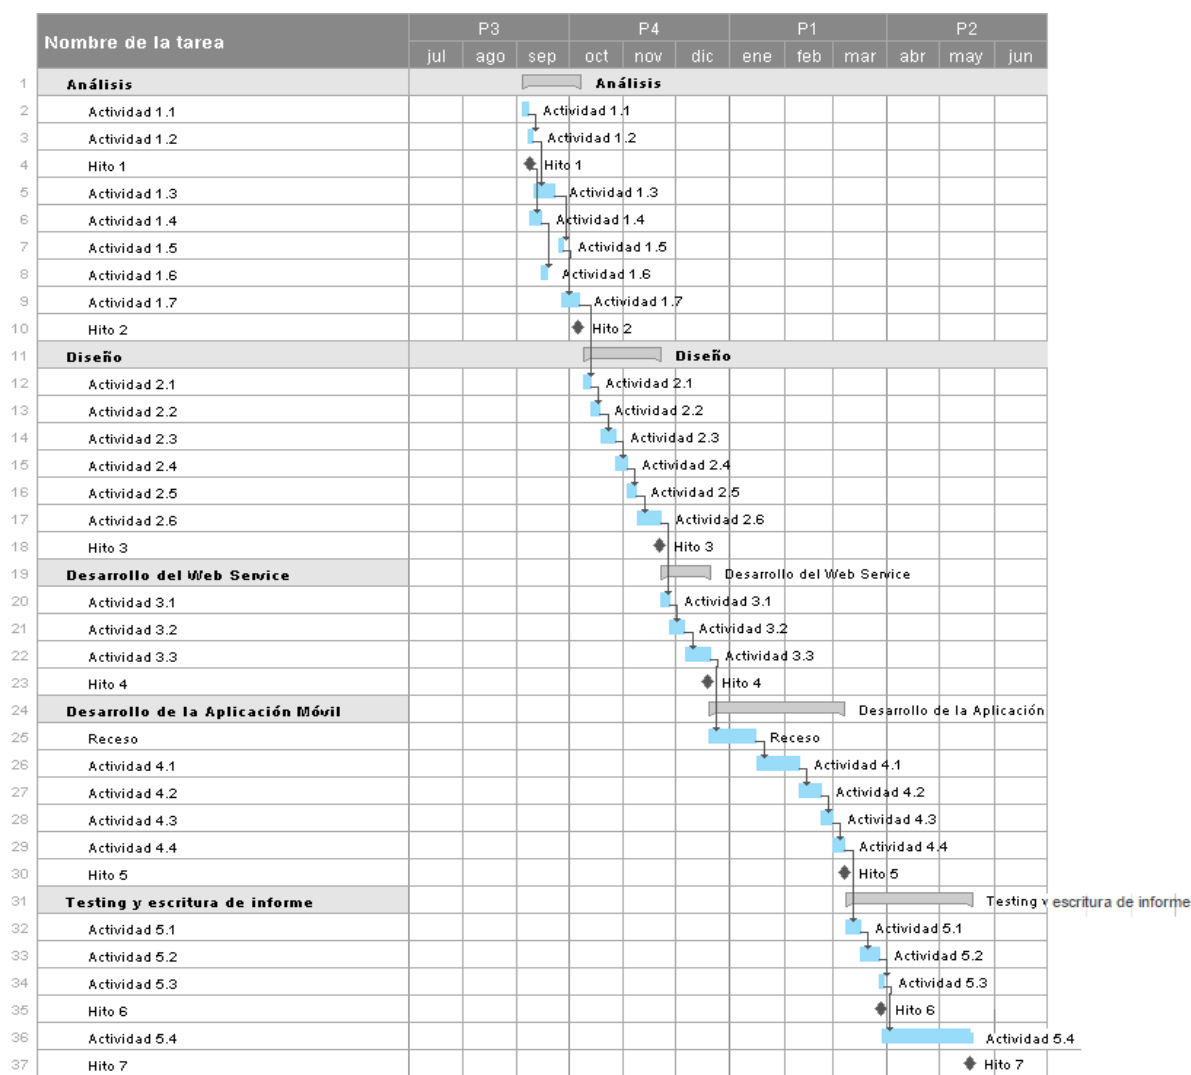 Nombre de la tarea P3 P4 P1 P2
jul ago sep oct nov dic ene feb mar abr may jun
1 Análisis Análisis
2 Actividad 1.1 Actividad 1.1
3 Actividad 1.2 Actividad 1.2
4 Hito 1 Hito 1
5 Actividad 1.3 Actividad 1.3
6 Actividad 1.4 Actividad 1.4
7 Actividad 1.5 Actividad 1.5
8 Actividad 1.6 Actividad 1.6
9 Actividad 1.7 Actividad 1.7
10 Hito 2 Hito 2
11 Diseño Diseño
12 Actividad 2.1 Actividad 2.1
13 Actividad 2.2 Actividad 2.2
14 Actividad 2.3 Actividad 2.3
15 Actividad 2.4 Actividad 2.4
16 Actividad 2.5 Actividad 2.5
17 Actividad 2.6 Actividad 2.6
18 Hito 3 Hito 3
19 Desarrollo del Web Service Desarrollo del Web Service
20 Actividad 3.1 Actividad 3.1
21 Actividad 3.2 Actividad 3.2
22 Actividad 3.3 Actividad 3.3
23 Hito 4 Hito 4
24 Desarrollo de la Aplicación Móvil Desarrollo de la Aplicación
25 Receso Receso
26 Actividad 4.1 Actividad 4.1
27 Actividad 4.2 Actividad 4.2
28 Actividad 4.3 Actividad 4.3
29 Actividad 4.4 Actividad 4.4
30 Hito 5 Hito 5
31 Testing y escritura de informe Testing y escritura de informe
32 Actividad 5.1 Actividad 5.1
33 Actividad 5.2 Actividad 5.2
34 Actividad 5.3 Actividad 5.3
35 Hito 6 Hito 6
36 Actividad 5.4 Actividad 5.4
37 Hito 7 Hito 7